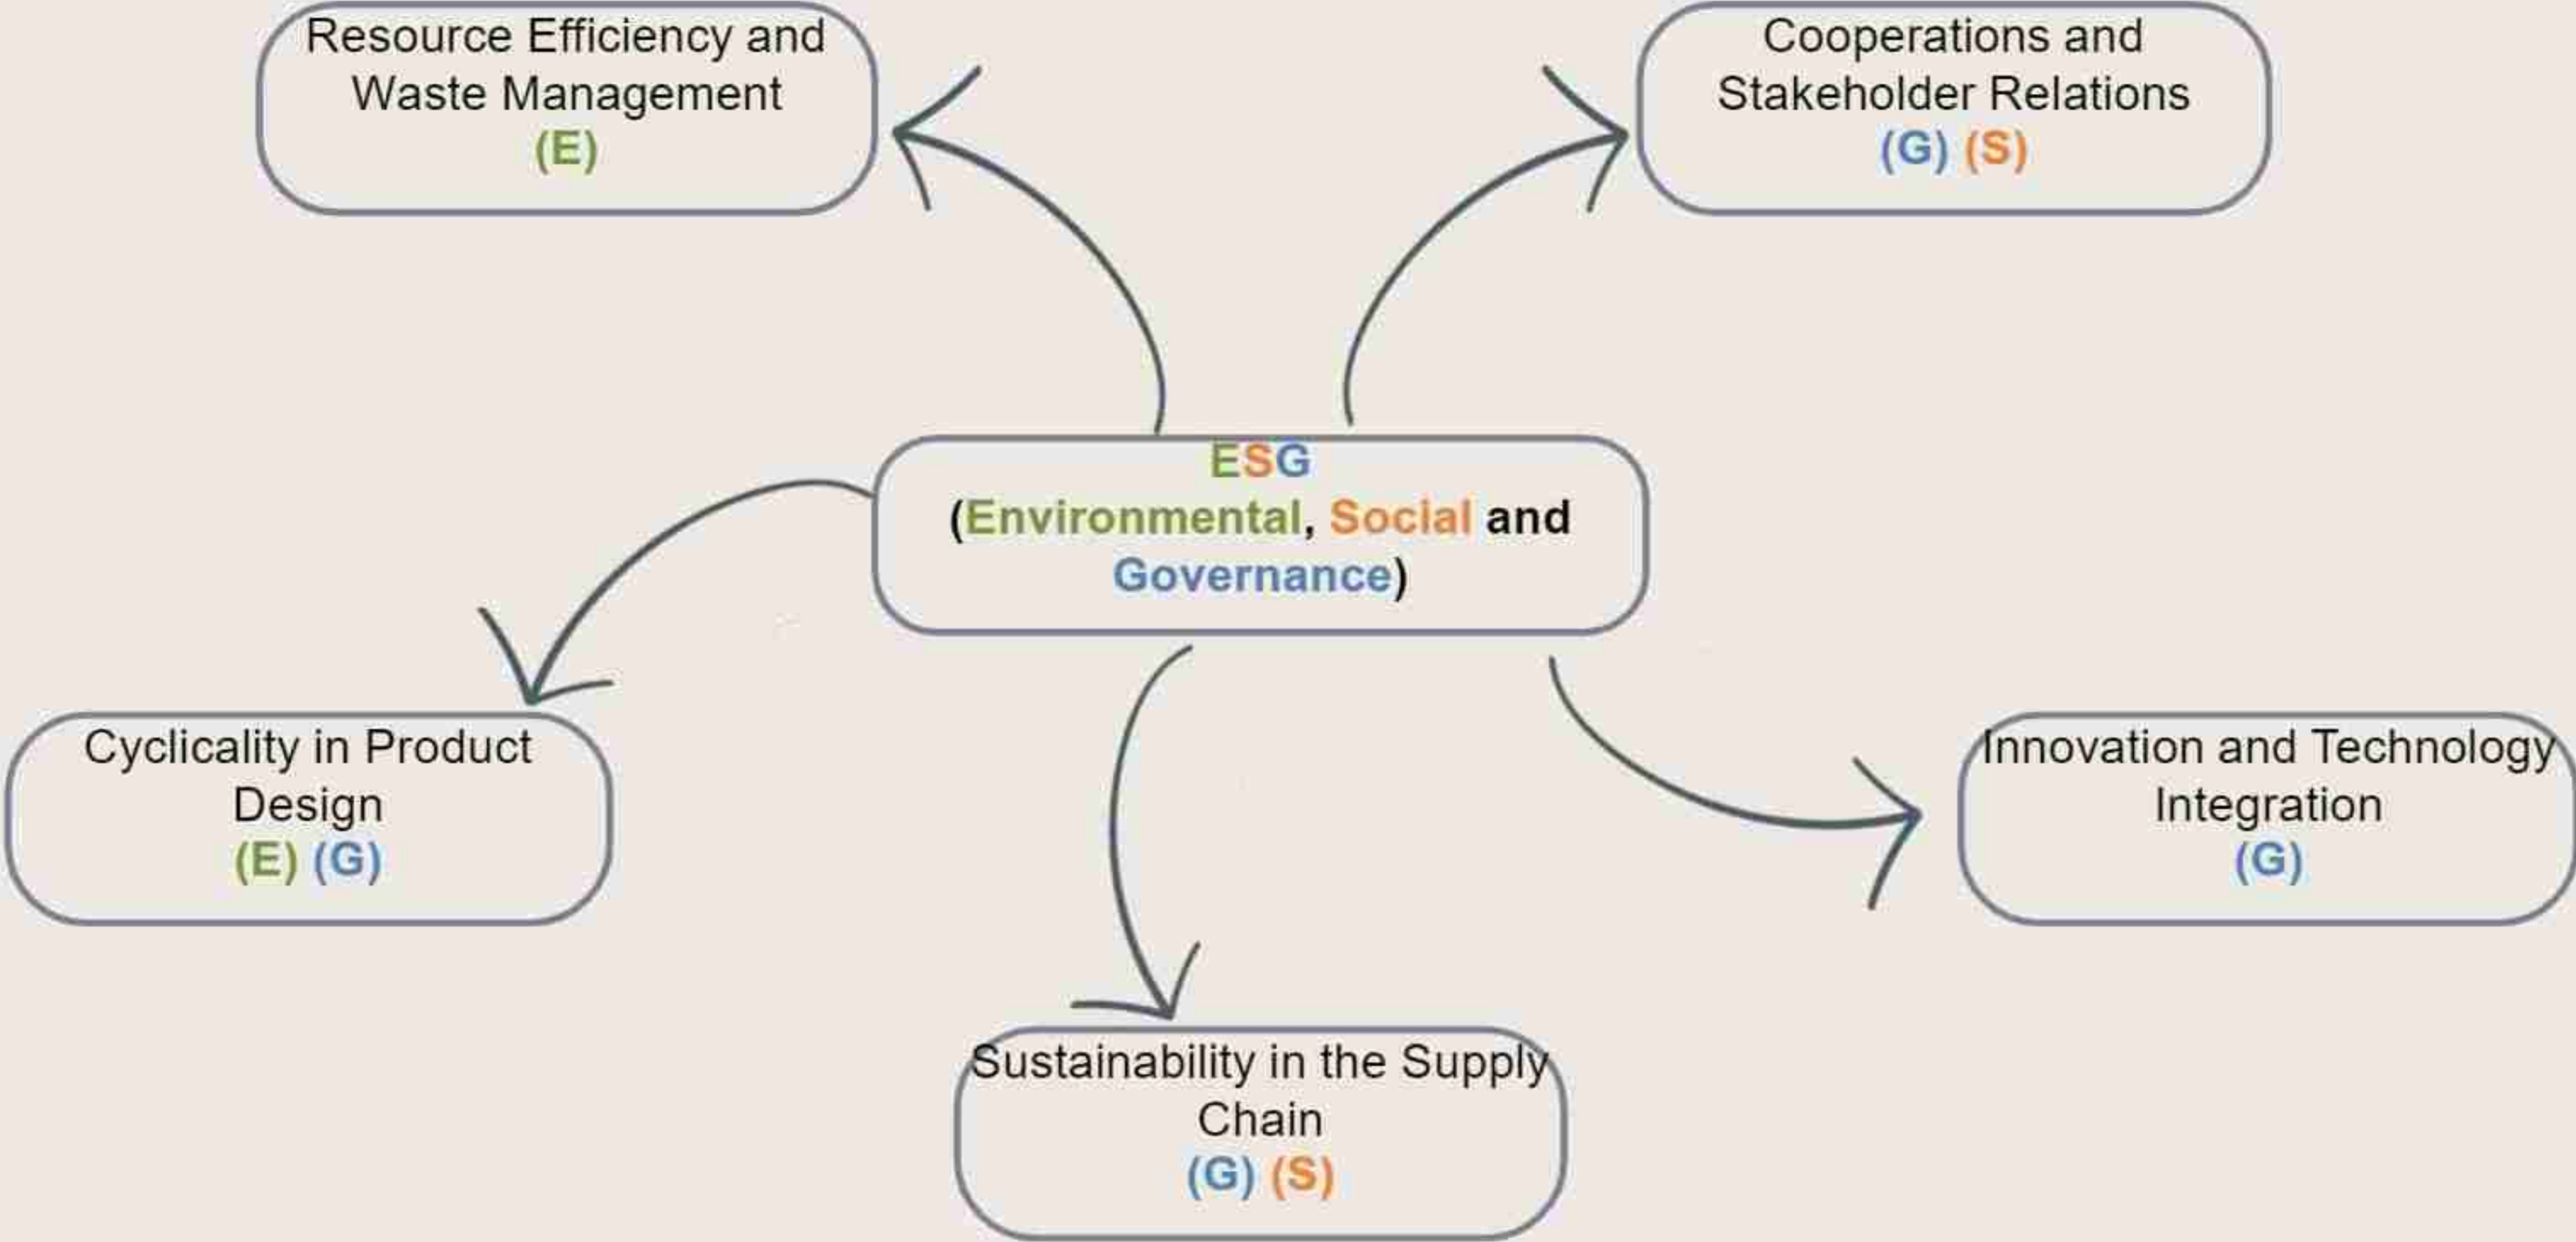 Resource Efficiency and
Waste Management
(E)
Cooperations and
Stakeholder Relations
(G) (S)
ESG
(Environmental, Social and
Governance)
Cyclicality in Product
Design
(E) (G)
Innovation and Technology
Integration
(G)
Sustainability in the Supply
Chain
(G) (S)